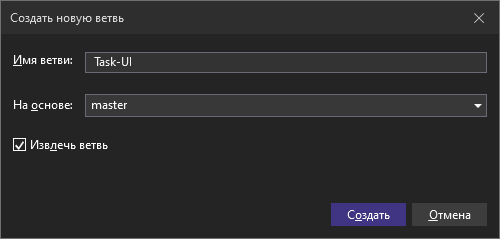 Создать новую ветвь
Имя ветви: Task-UI
На основе: master
Извлечь ветвь
Создать Отмена